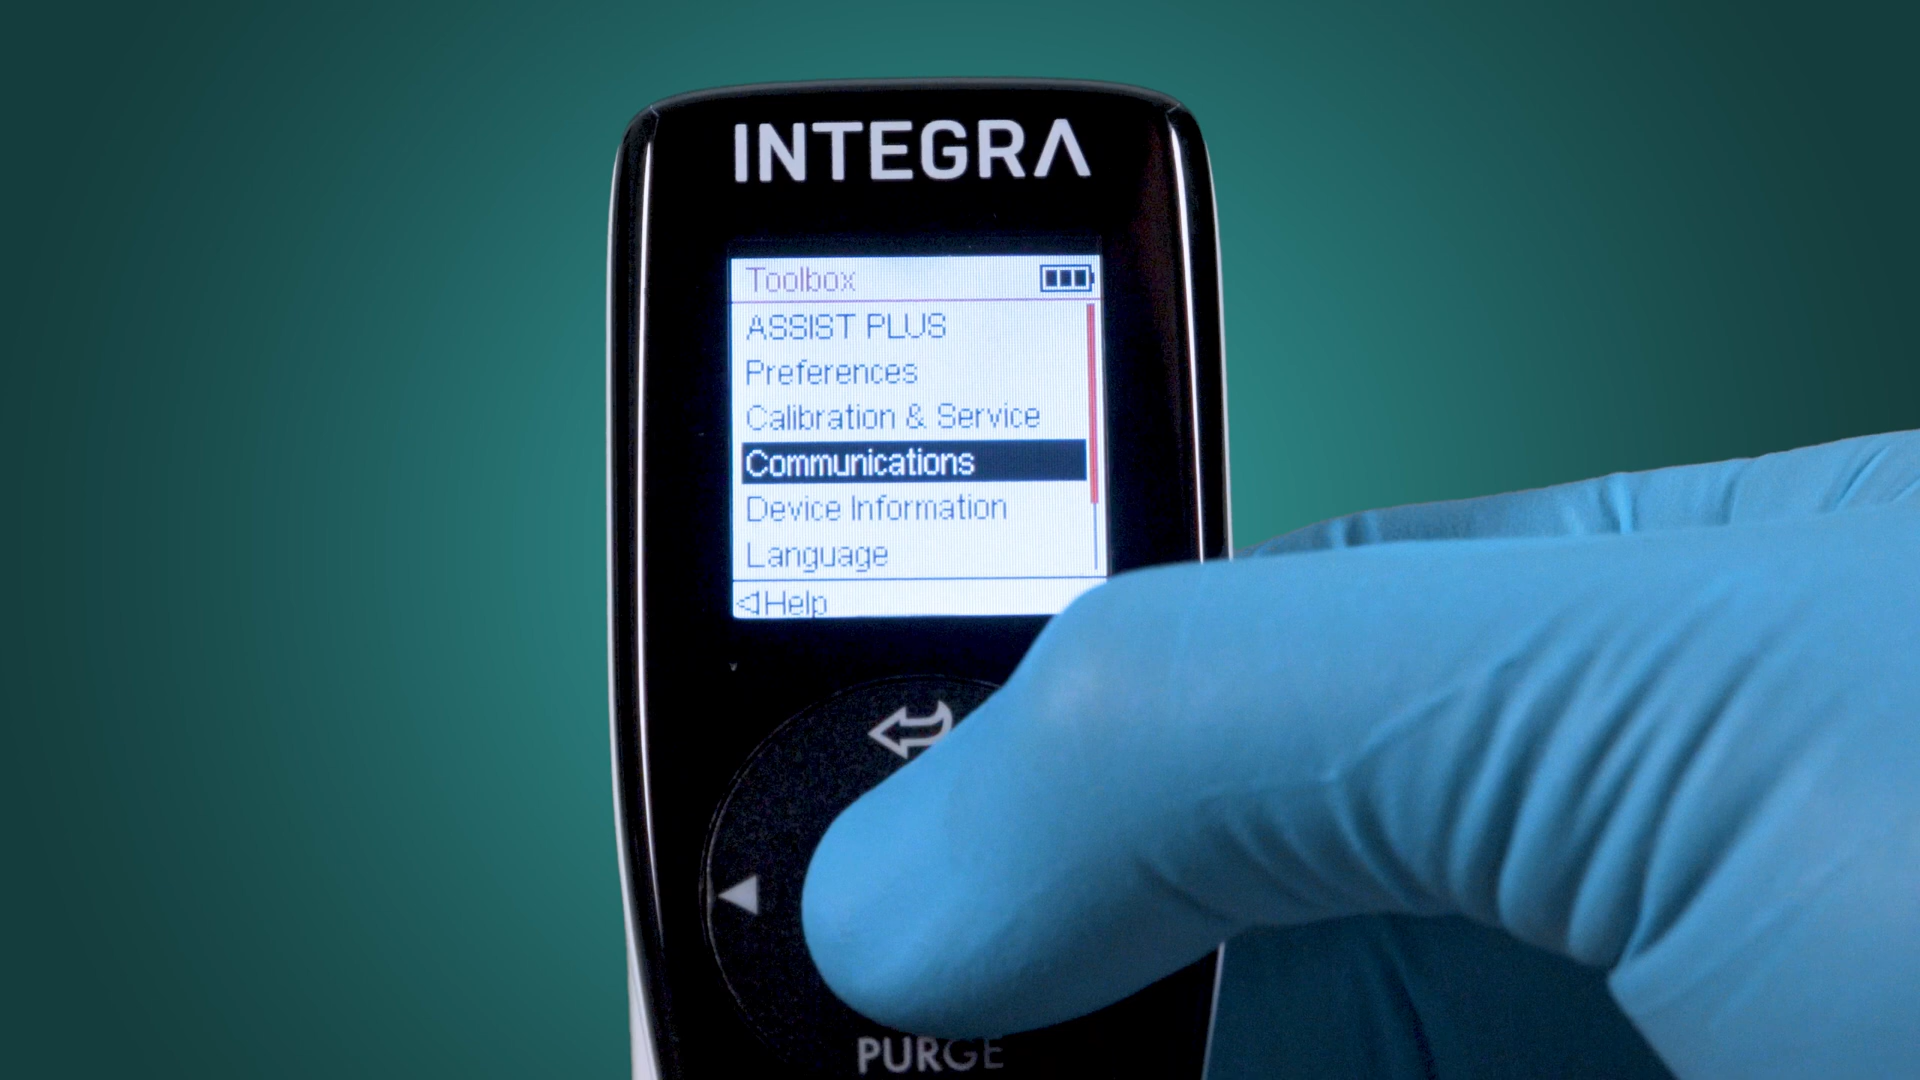 INTEGRA
Toolbox
ASSIST PLUS
Preferences
Calibration & Service
Communications
Device Information
Language
Help
PURGE